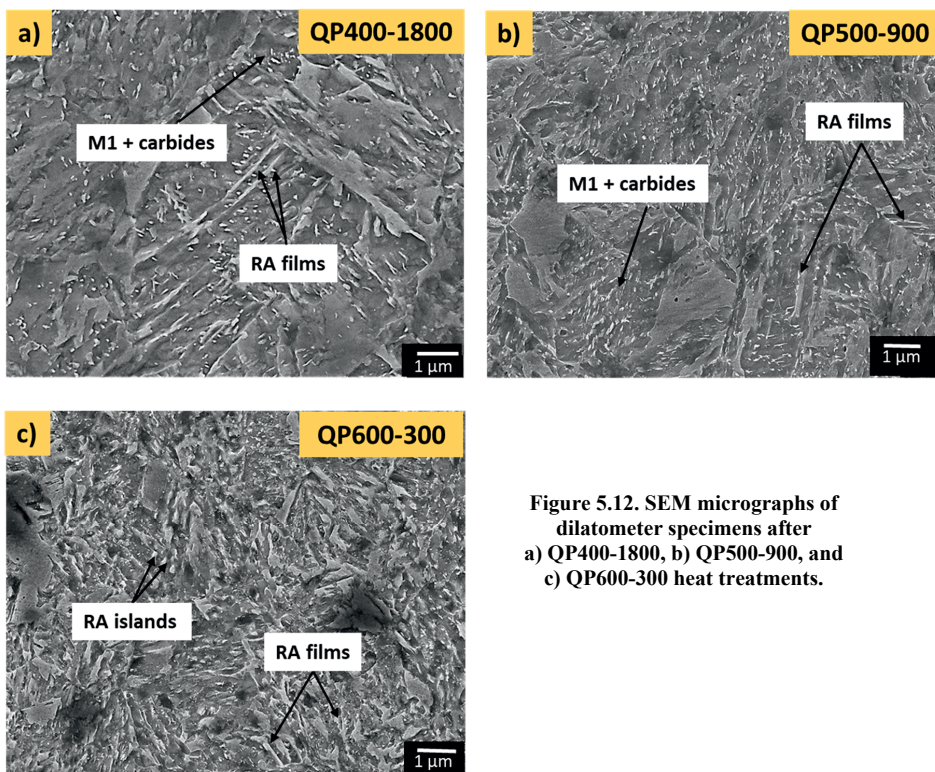 a)
QP400-1800
M1 + carbides
RA films
1 µm
b)
QP500-900
RA films
M1 + carbides
1 µm
c)
QP600-300
RA islands
RA films
1 µm
Figure 5.12. SEM micrographs of
dilatometer specimens after
a) QP400-1800, b) QP500-900, and
c) QP600-300 heat treatments.